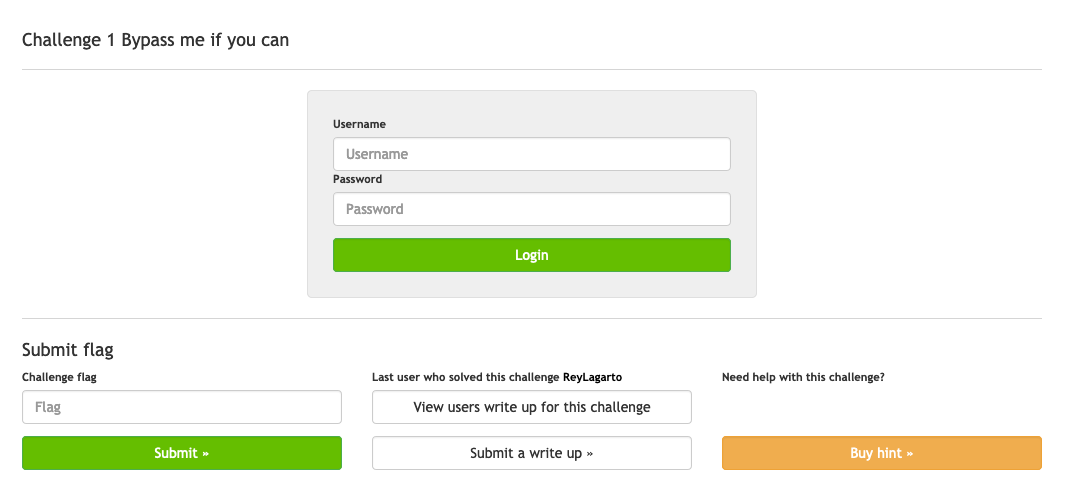 Challenge 1 Bypass me if you can
Username
Username
Password
Password
Login
Submit flag
Challenge flag
Flag
Submit »
Last user who solved this challenge ReyLagarto
View users write up for this challenge
Submit a write up »
Need help with this challenge?
Buy hint »